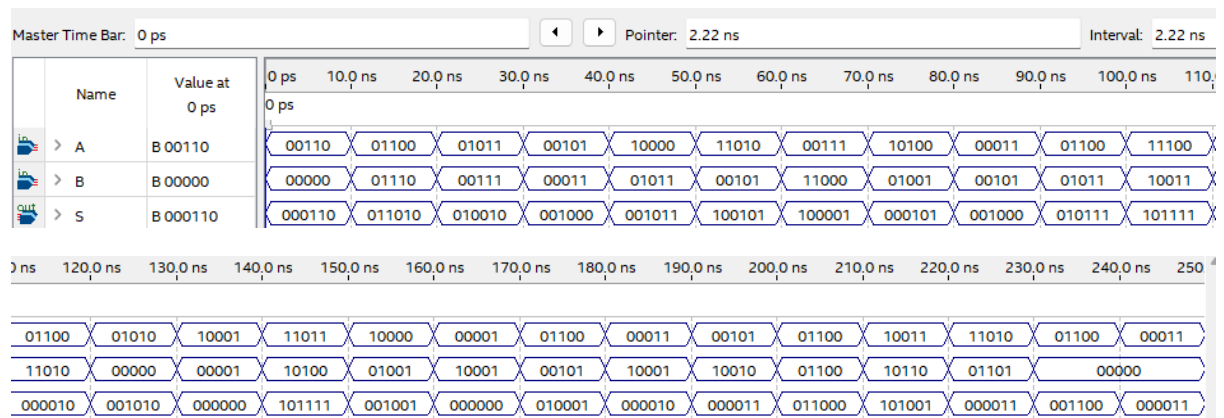 Master Time Bar: 0 ps Pointer: 2.22 ns Interval: 2.22 ns
Name Value at 0 ps 0 ps 10.0 ns 20.0 ns 30.0 ns 40.0 ns 50.0 ns 60.0 ns 70.0 ns 80.0 ns 90.0 ns 100.0 ns 110.
0 ps
in A B 00110 00110 01100 01011 00101 10000 11010 00111 10100 00011 01100 11100
in B B 00000 00000 01110 00111 00011 01011 00101 11000 01001 00101 01011 10011
out S B 000110 000110 011010 010010 001000 001011 100101 100001 000101 001000 010111 101111
0 ns 120.0 ns 130.0 ns 140.0 ns 150.0 ns 160.0 ns 170.0 ns 180.0 ns 190.0 ns 200.0 ns 210.0 ns 220.0 ns 230.0 ns 240.0 ns 250
01100 01010 10001 11011 10000 00001 01100 00011 00101 01100 10011 11010 01100 00011
11010 00000 00001 10100 01001 10001 00101 10001 10010 01100 10110 01101 00000
000010 001010 000000 101111 001001 000000 010001 000010 000011 011000 101001 000011 001100 000011